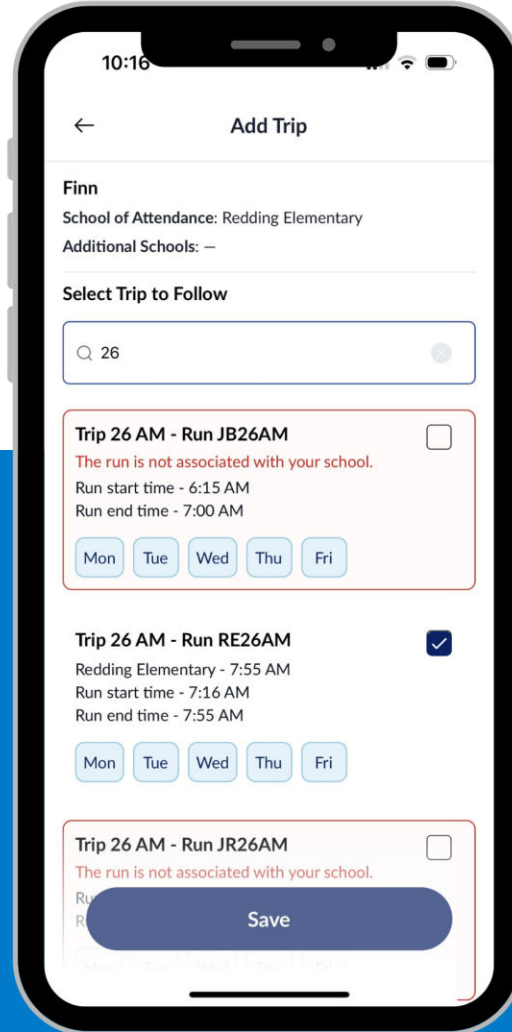 10:16
Add Trip
Finn
School of Attendance: Redding Elementary
Additional Schools: —
Select Trip to Follow
26
Trip 26 AM - Run JB26AM
The run is not associated with your school.
Run start time - 6:15 AM
Run end time - 7:00 AM
Mon Tue Wed Thu Fri
Trip 26 AM - Run RE26AM
Redding Elementary - 7:55 AM
Run start time - 7:16 AM
Run end time - 7:55 AM
Mon Tue Wed Thu Fri
Trip 26 AM - Run JR26AM
The run is not associated with your school.
Save